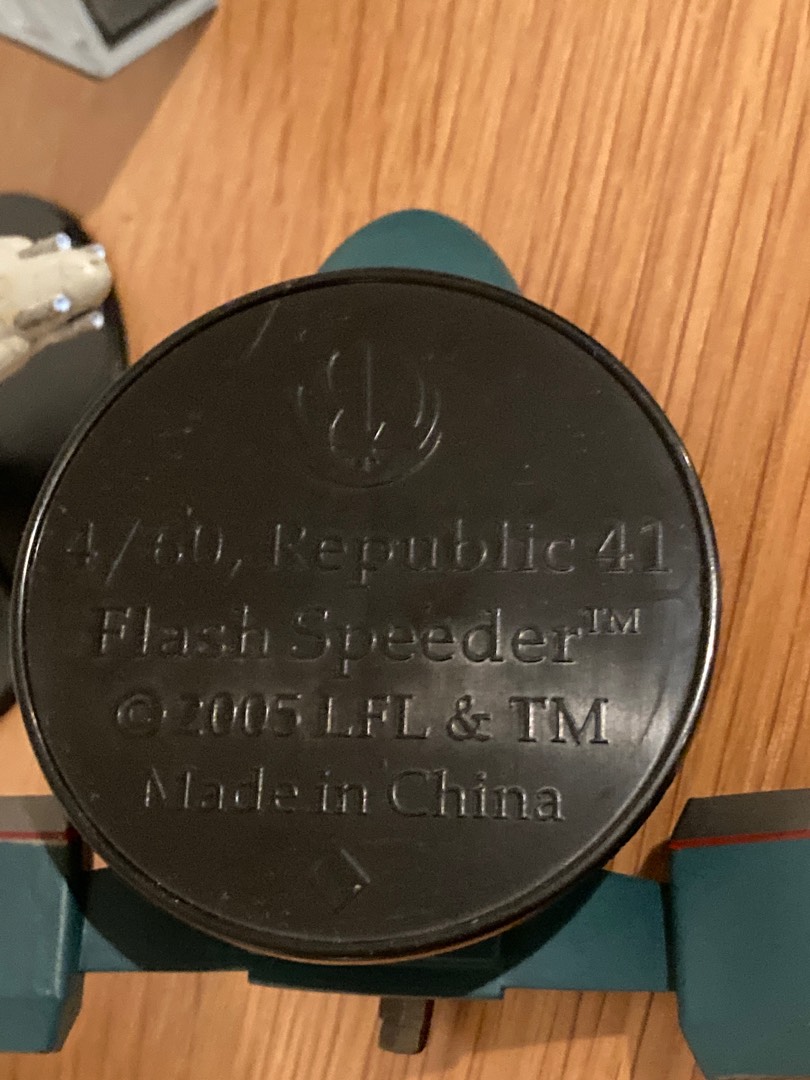 4/60, Republic 41
Flash Speeder™
© 2005 LFL & TM
Made in China